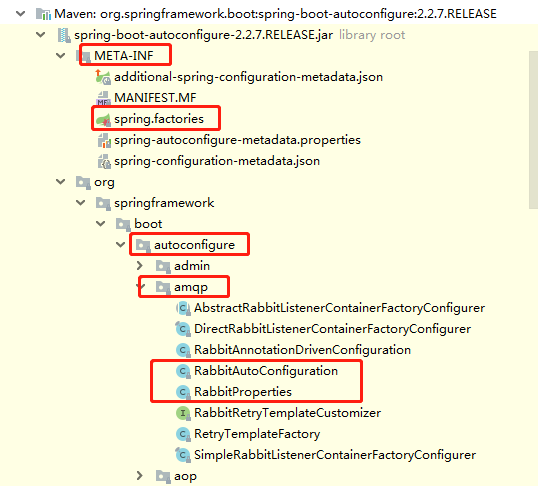 Maven: org.springframework.boot:spring-boot-autoconfigure:2.2.7.RELEASE
spring-boot-autoconfigure-2.2.7.RELEASE.jar library root
META-INF
additional-spring-configuration-metadata.json
MANIFEST.MF
spring.factories
spring-autoconfigure-metadata.properties
spring-configuration-metadata.json
org
springframework
boot
autoconfigure
admin
amqp
AbstractRabbitListenerContainerFactoryConfigurer
DirectRabbitListenerContainerFactoryConfigurer
RabbitAnnotationDrivenConfiguration
RabbitAutoConfiguration
RabbitProperties
RabbitRetryTemplateCustomizer
RetryTemplateFactory
SimpleRabbitListenerContainerFactoryConfigurer
aop